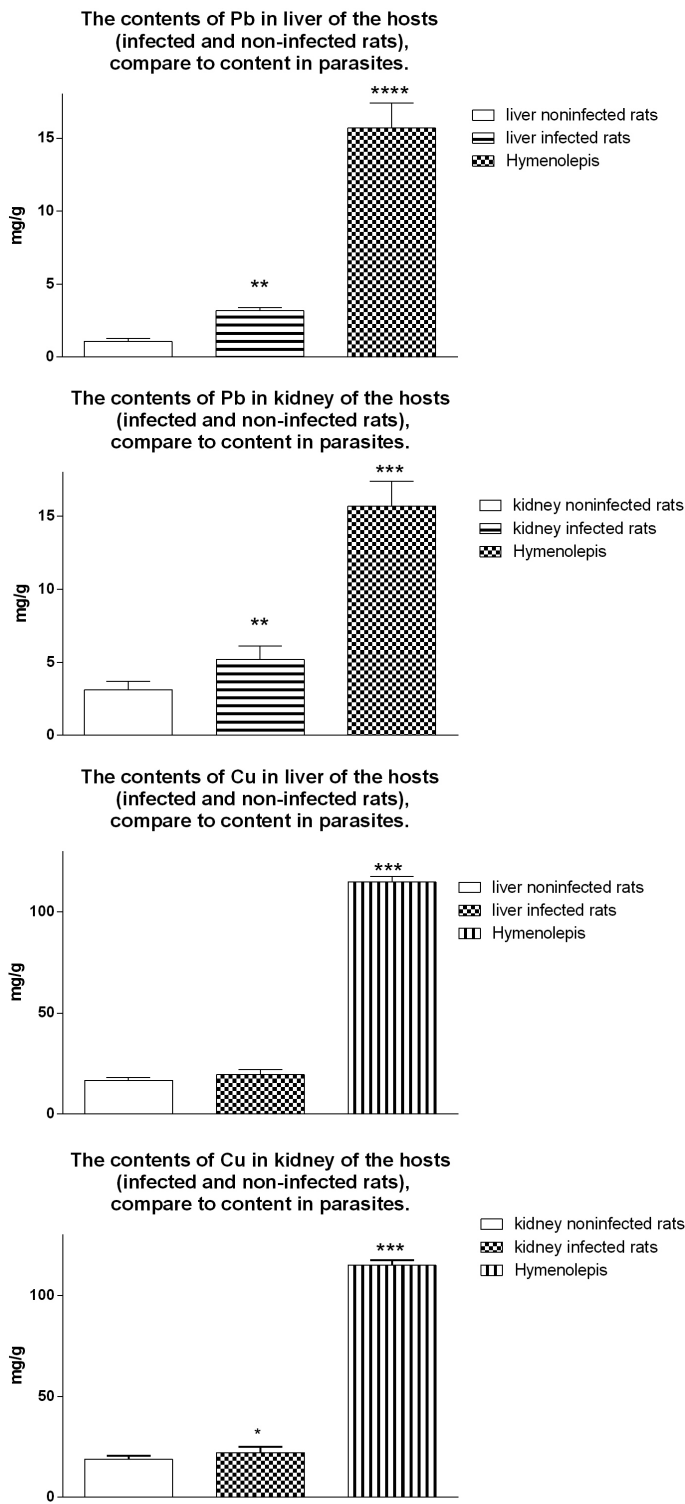 The contents of Pb in liver of the hosts
(infected and non-infected rats),
compare to content in parasites.
****
15
10
5
0
mg/g
**
liver noninfected rats
liver infected rats
Hymenolepis
The contents of Pb in kidney of the hosts
(infected and non-infected rats),
compare to content in parasites.
***
15
10
5
0
mg/g
**
kidney noninfected rats
kidney infected rats
Hymenolepis
The contents of Cu in liver of the hosts
(infected and non-infected rats),
compare to content in parasites.
***
100
50
0
mg/g
liver noninfected rats
liver infected rats
Hymenolepis
The contents of Cu in kidney of the hosts
(infected and non-infected rats),
compare to content in parasites.
***
100
50
0
mg/g
*
kidney noninfected rats
kidney infected rats
Hymenolepis